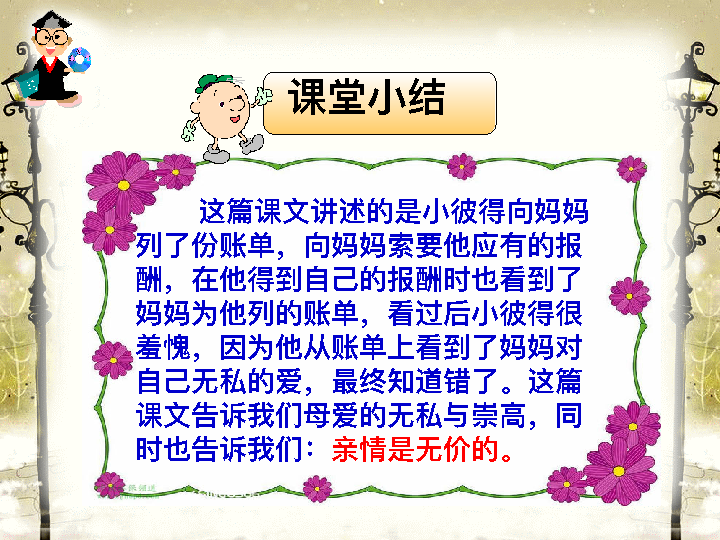 课堂小结
这篇课文讲述的是小彼得向妈妈
列了份账单，向妈妈索要他应有的报
酬，在他得到自己的报酬时也看到了
妈妈为他列的账单，看过后小彼得很
羞愧，因为他从账单上看到了妈妈对
自己无私的爱，最终知道错了。这篇
课文告诉我们母爱的无私与崇高，同
时也告诉我们：亲情是无价的。